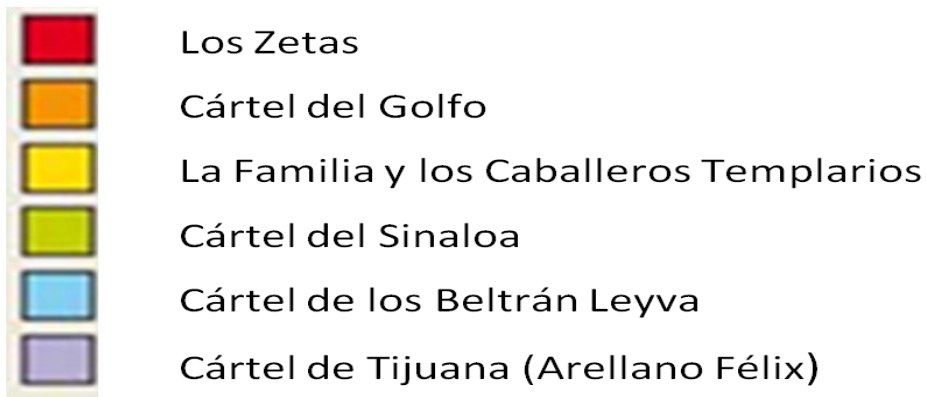 Los Zetas
Cártel del Golfo
La Familia y los Caballeros Templarios
Cártel del Sinaloa
Cártel de los Beltrán Leyva
Cártel de Tijuana (Arellano Félix)